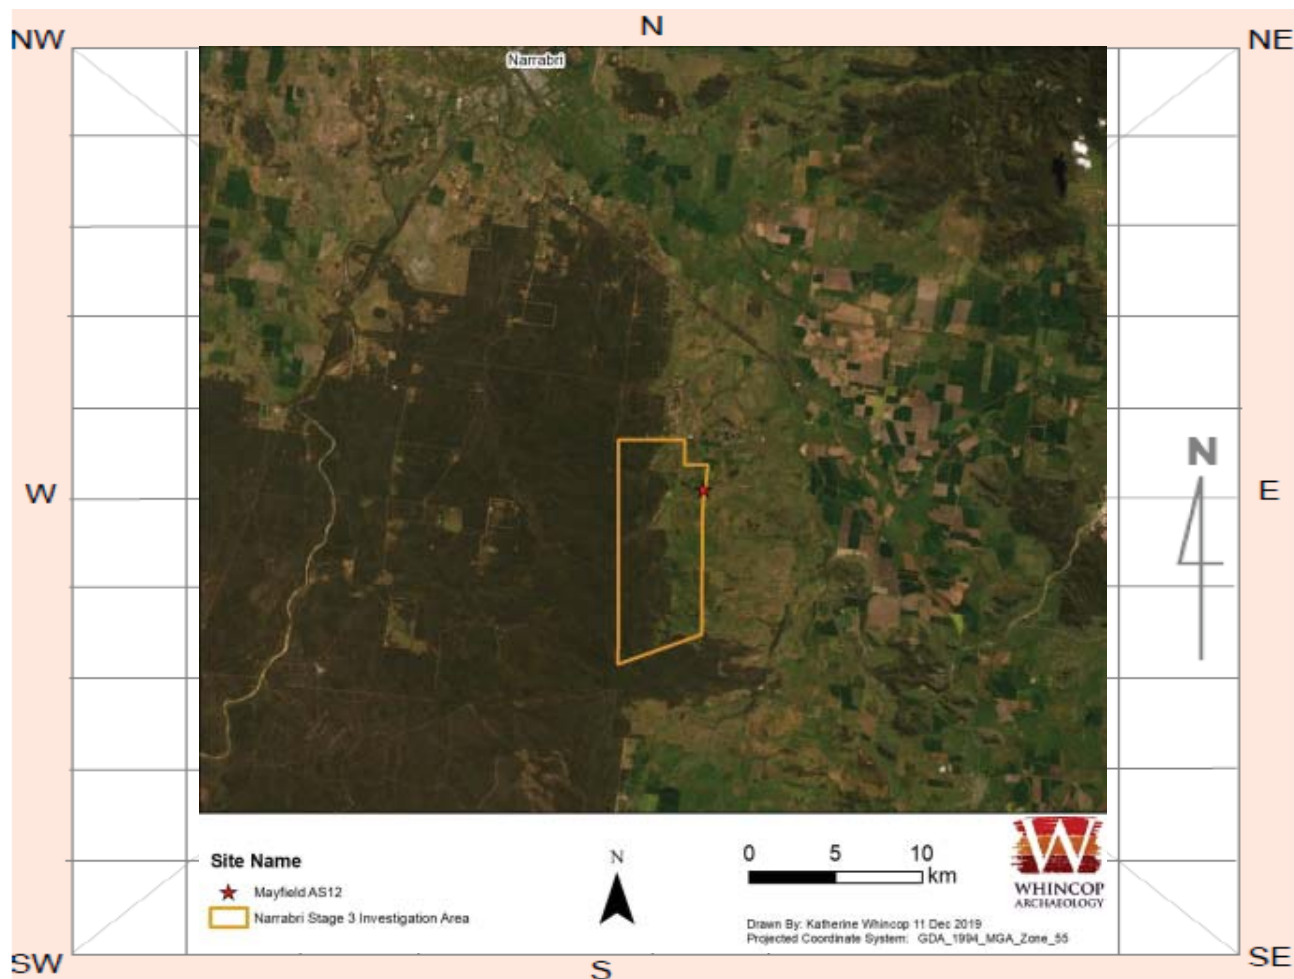 N
NW
NE
Narrabri
N
W
E
Site Name
Mayfield AS12
Narrabri Stage 3 Investigation Area
N
0 5 10
km
Drawn By: Katherine Whincop 11 Dec 2019
Projected Coordinate System: GDA_1994_MGA_Zone_55
W
WHINCOP
ARCHAEOLOGY
SW
S
SE